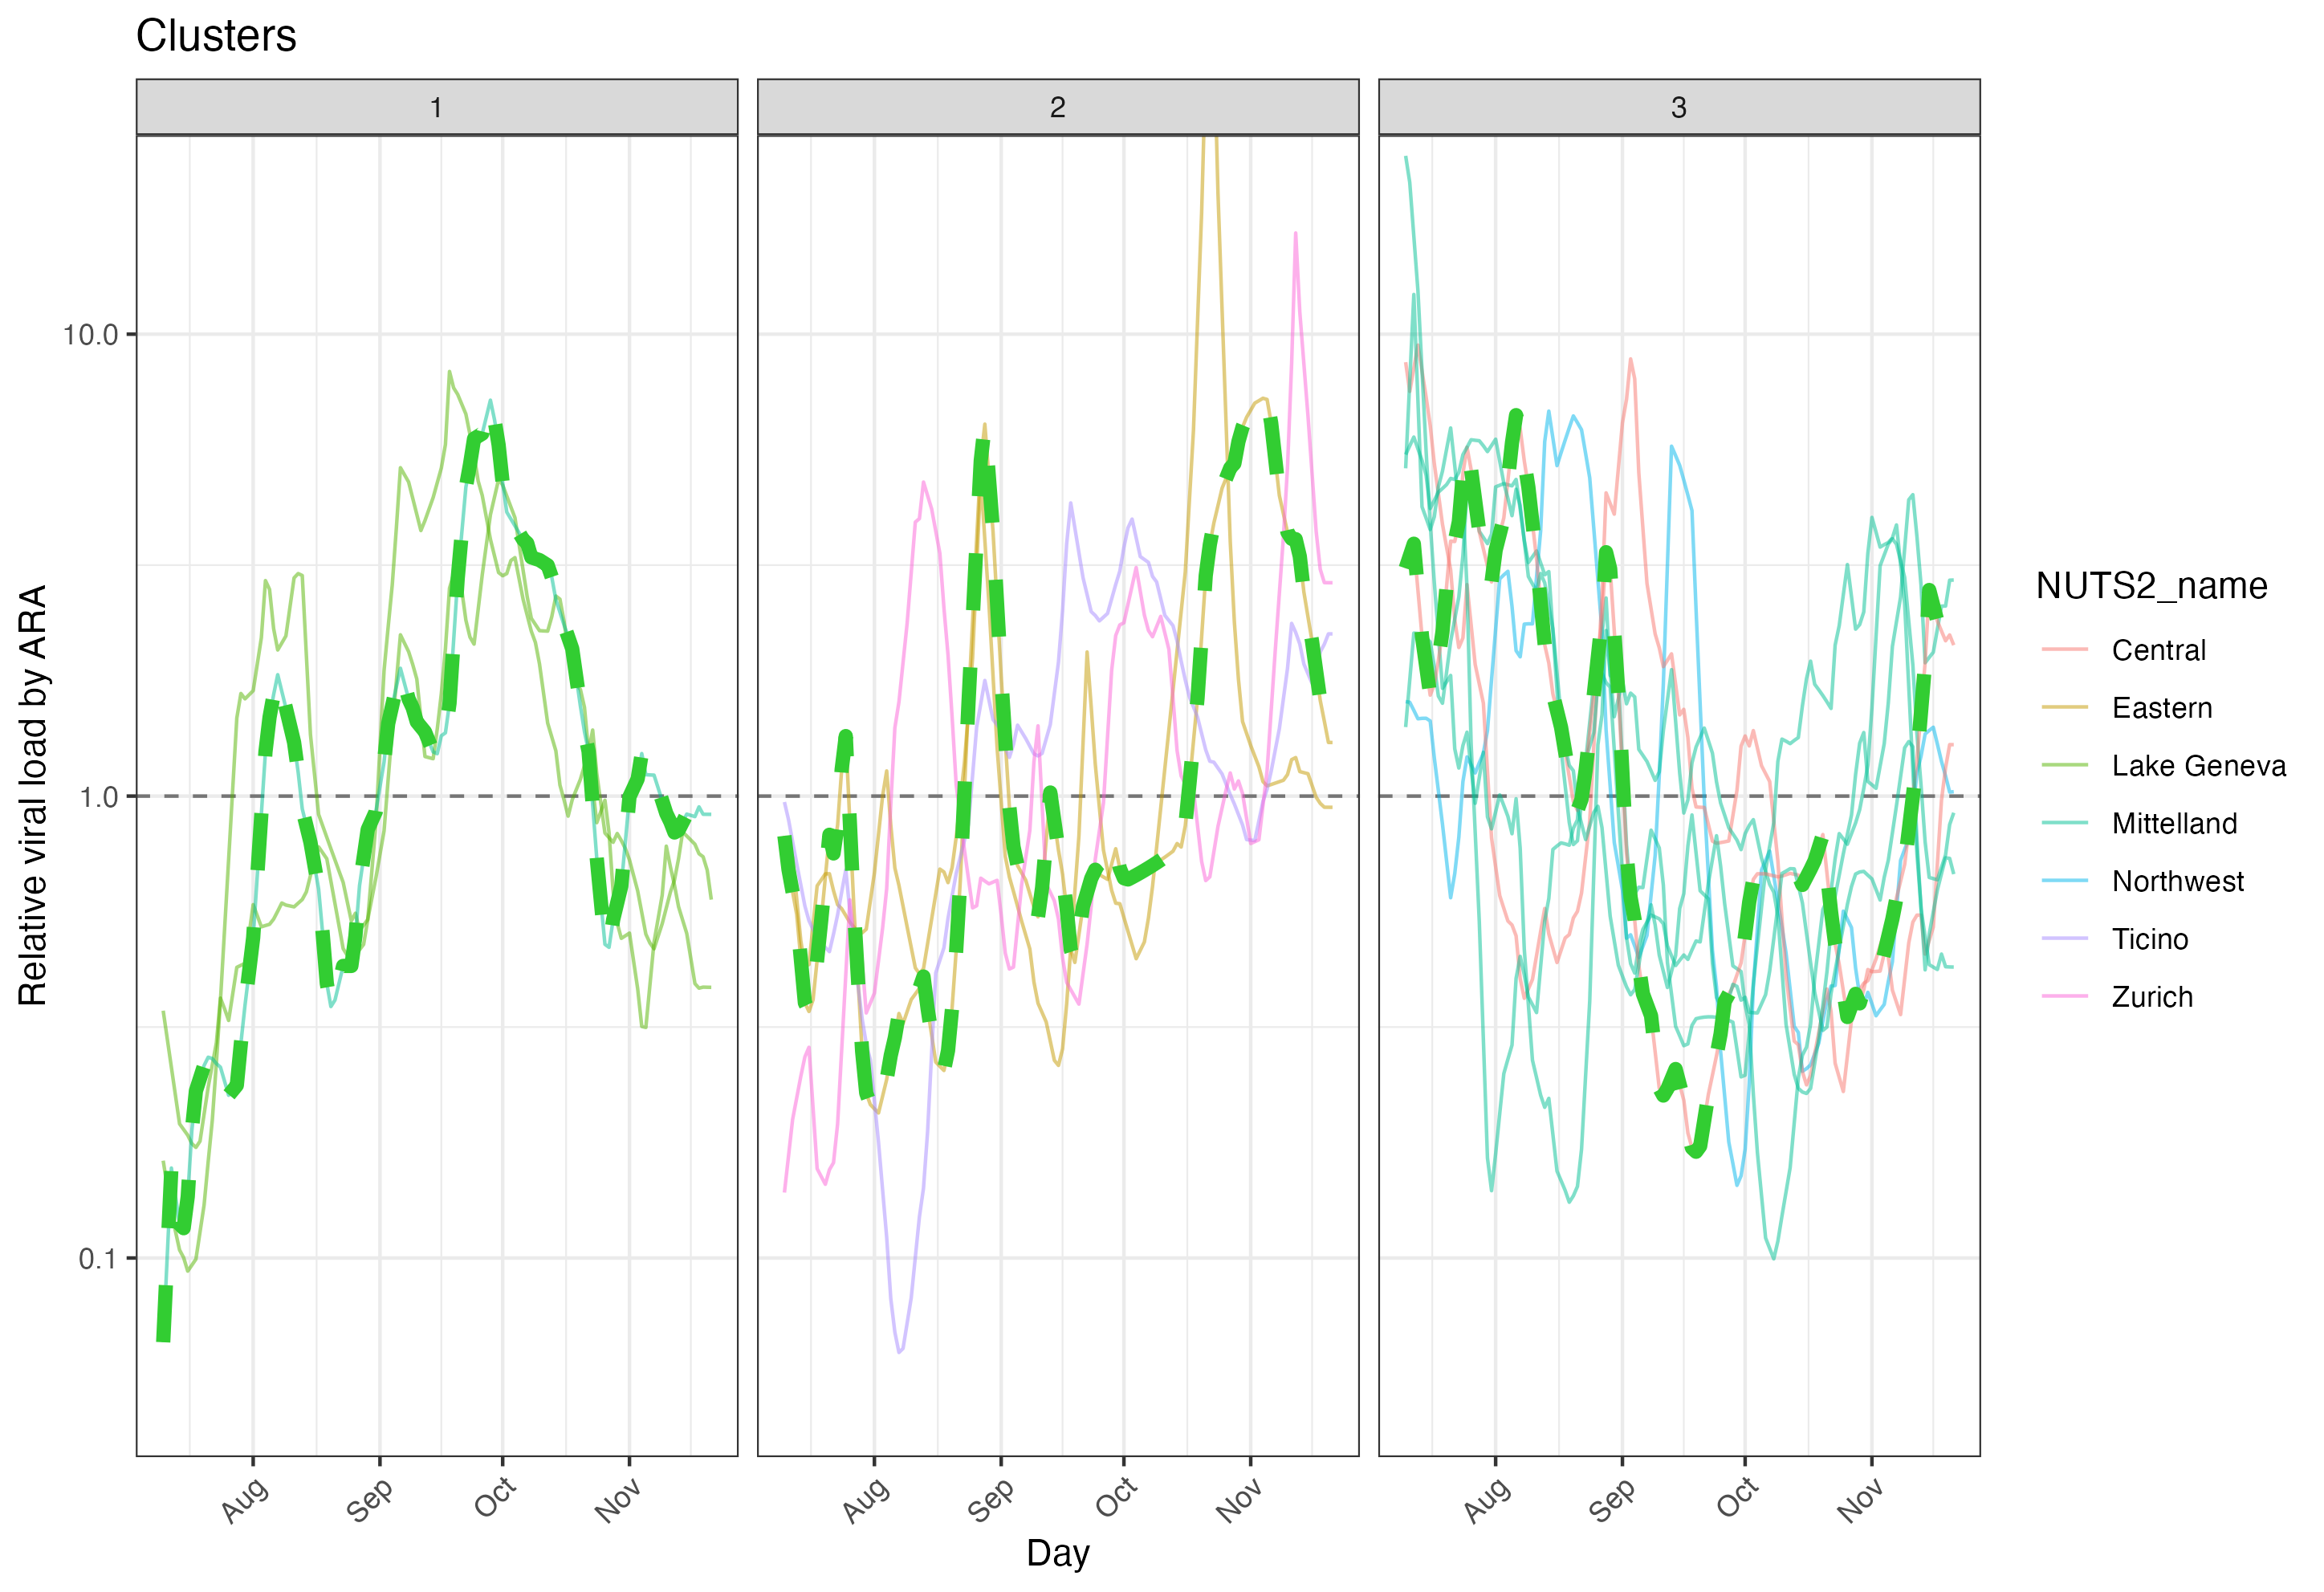 Clusters
1
2
3
Relative viral load by ARA
10.0
1.0
0.1
Aug
Sep
Oct
Nov
Aug
Sep
Oct
Nov
Aug
Sep
Oct
Nov
Day
NUTS2_name
Central
Eastern
Lake Geneva
Mittelland
Northwest
Ticino
Zurich